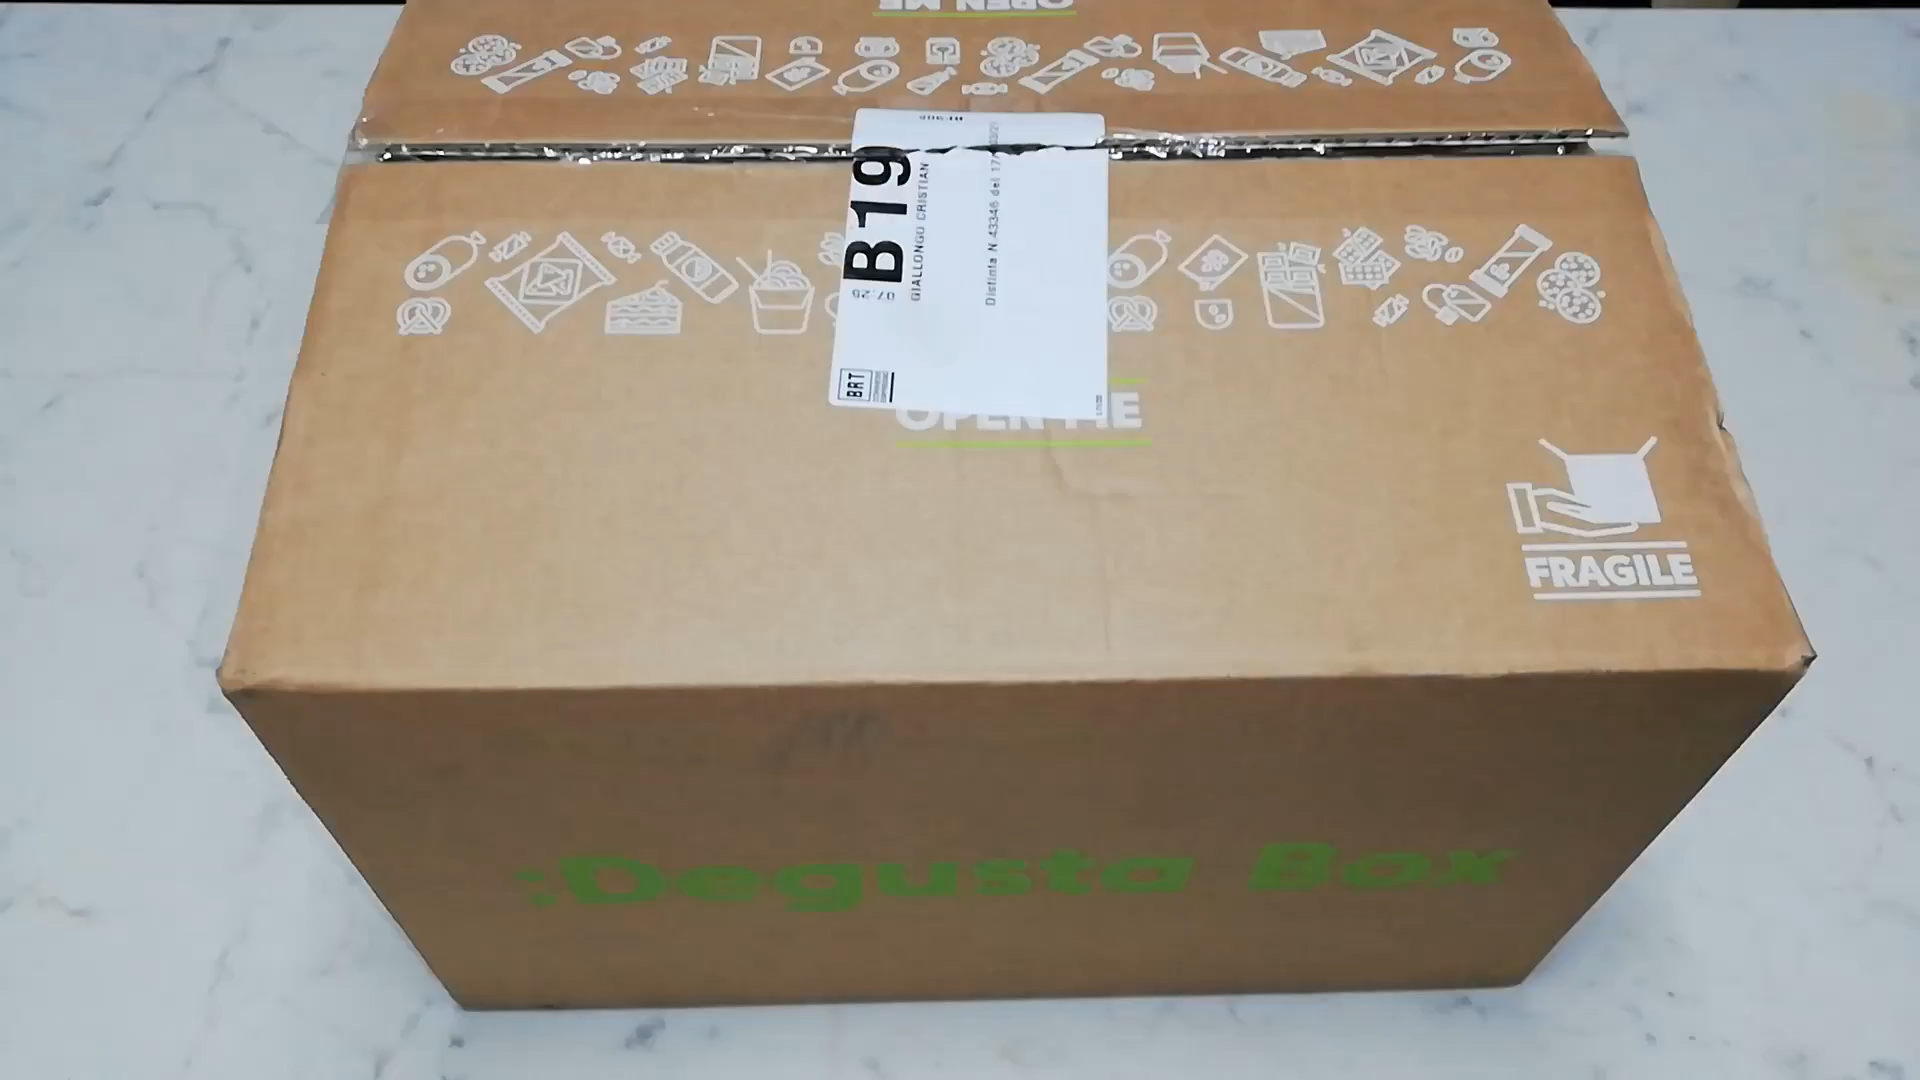 OPEN ME
B19
GIALLONGO CRISTIAN
Distinta N.43346 del 17/
07:26
BRT
OPEN ME
FRAGILE
Degusta Box